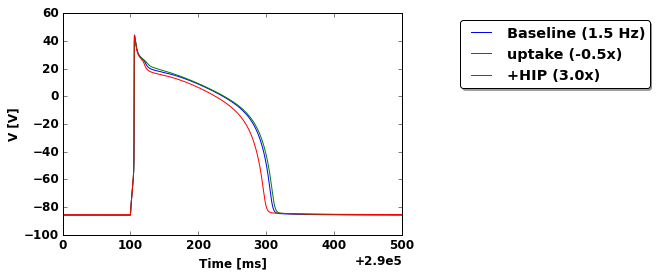 60
40
20
0
−20
−40
−60
−80
−100
V [V]
0 100 200 300 400 500
Time [ms]
+2.9e5
Baseline (1.5 Hz)
uptake (-0.5x)
+HIP (3.0x)